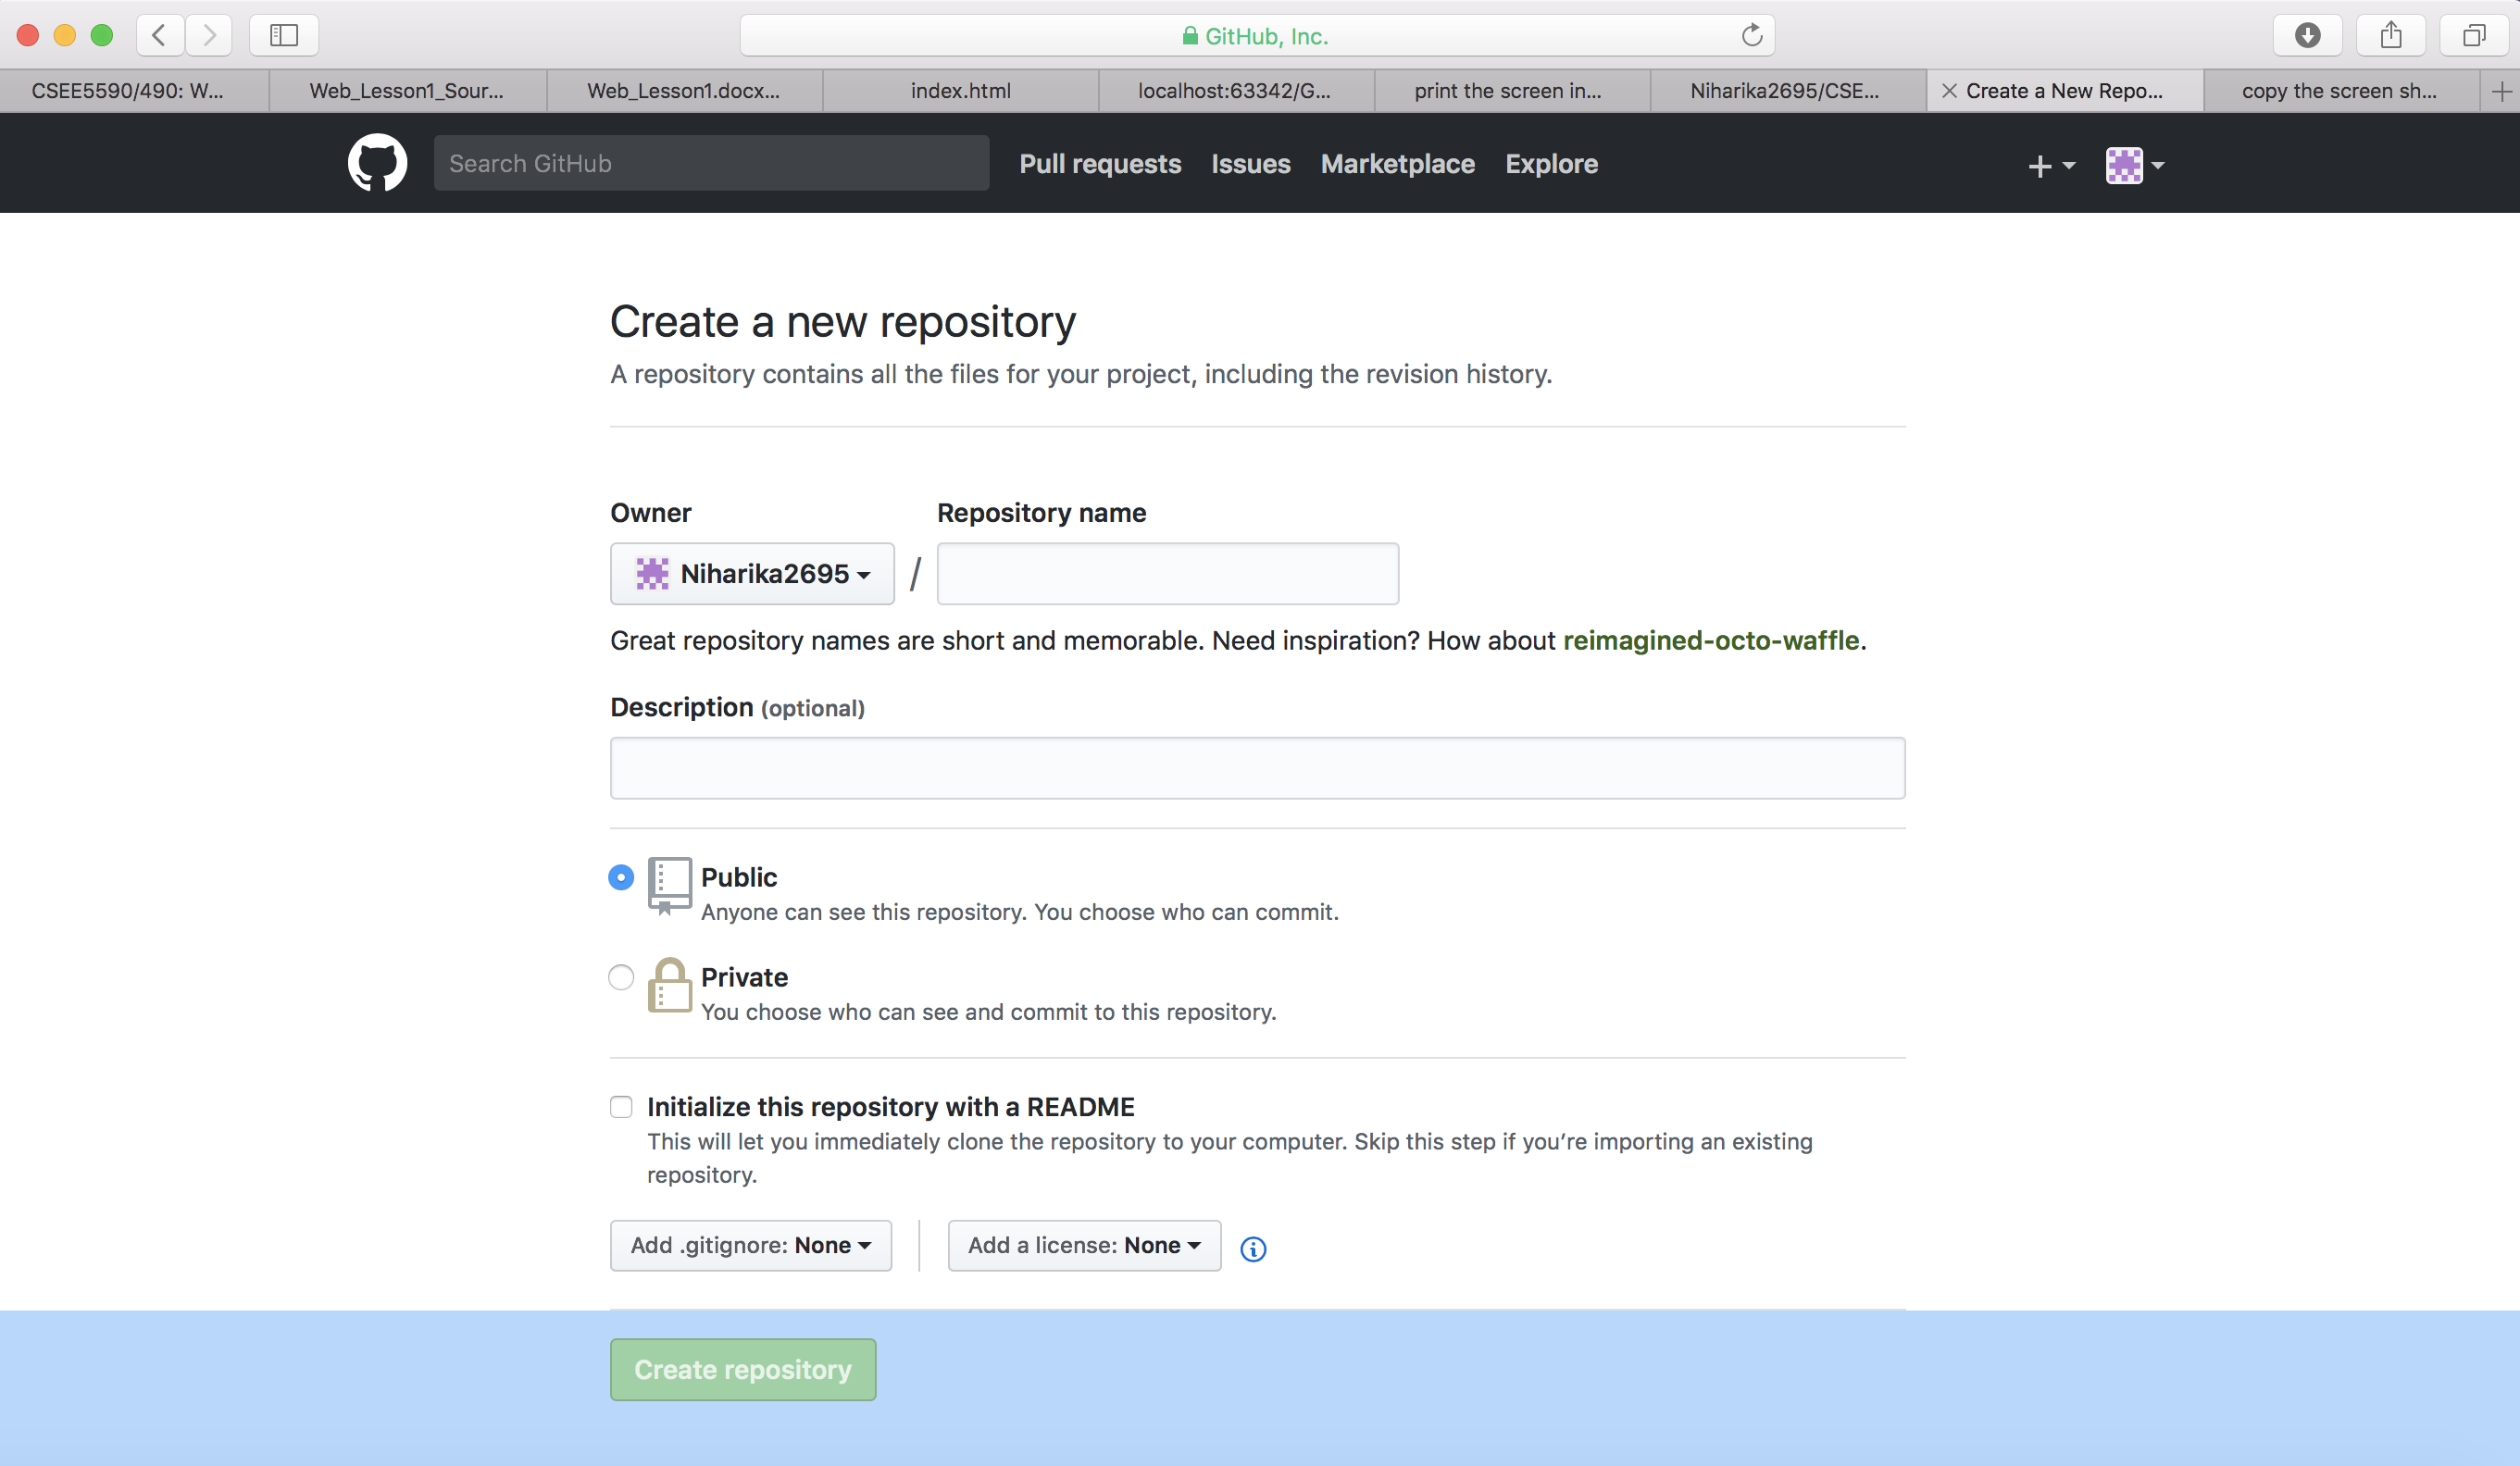 GitHub, Inc.
CSEE5590/490: W...
Web_Lesson1_Sour...
Web_Lesson1.docx...
index.html
localhost:63342/G...
print the screen in...
Niharika2695/CSE...
Create a New Repo...
copy the screen sh...
Search GitHub
Pull requests
Issues
Marketplace
Explore
Create a new repository
A repository contains all the files for your project, including the revision history.
Owner
Repository name
Niharika2695
/
Great repository names are short and memorable. Need inspiration? How about reimagined-octo-waffle.
Description (optional)
Public
Anyone can see this repository. You choose who can commit.
Private
You choose who can see and commit to this repository.
Initialize this repository with a README
This will let you immediately clone the repository to your computer. Skip this step if you’re importing an existing
repository.
Add .gitignore: None
Add a license: None
Create repository